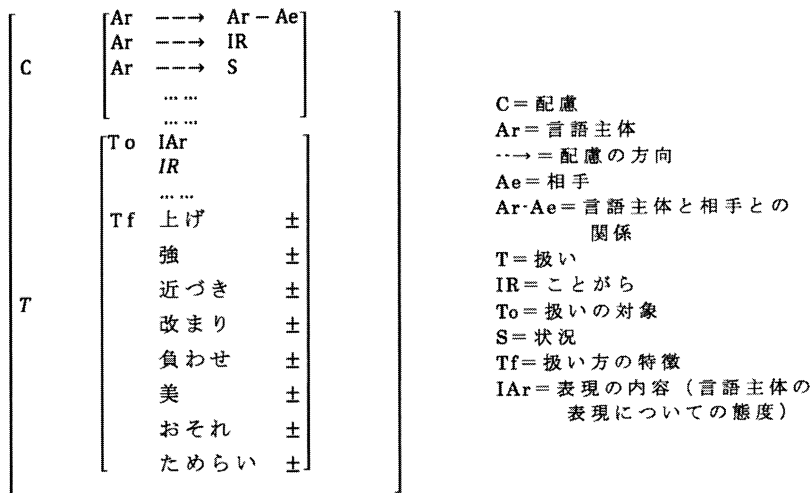 Ar ---→ Ar－Ae
Ar ---→ IR
C Ar ---→ S
……
……
To IAr
IR
……
Tf 上げ ±
強 ±
近づき ±
T
改まり ±
負わせ ±
美 ±
おそれ ±
ためらい ±
C＝配慮
Ar＝言語主体
--→＝配慮の方向
Ae＝相手
Ar-Ae＝言語主体と相手との
関係
T＝扱い
IR＝ことがら
To＝扱いの対象
S＝状況
Tf＝扱い方の特徴
IAr＝表現の内容（言語主体の
表現についての態度）